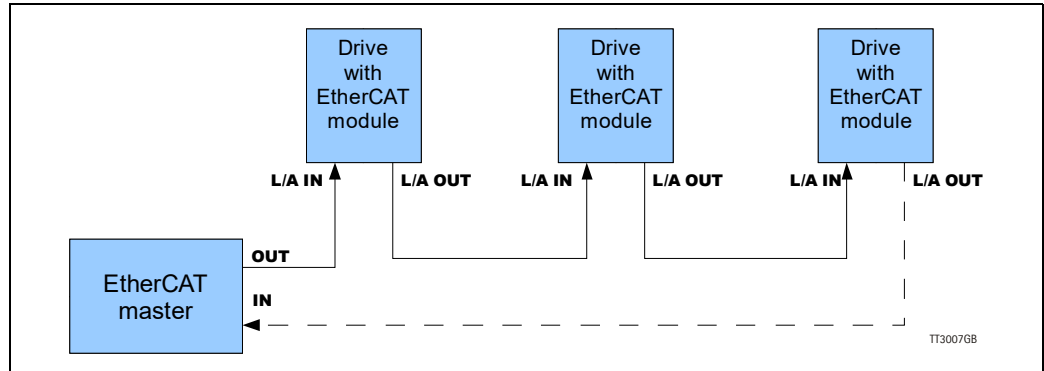 Drive
with
EtherCAT
module
Drive
with
EtherCAT
module
Drive
with
EtherCAT
module
L/A IN
L/A OUT
L/A IN
L/A OUT
L/A IN
L/A OUT
EtherCAT
master
OUT
IN
TT3007GB